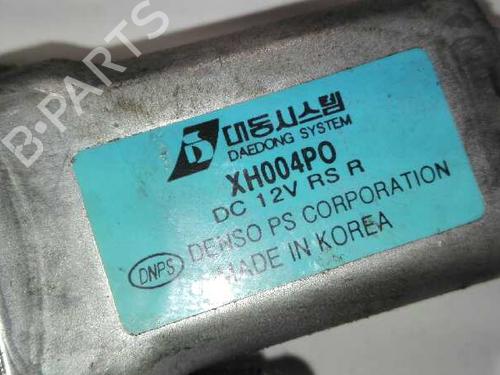 B-PARTS
D 대동시스템
DAEDONG SYSTEM
XH004PO
DC 12V RS R
DNPS DENSO PS CORPORATION
MADE IN KOREA